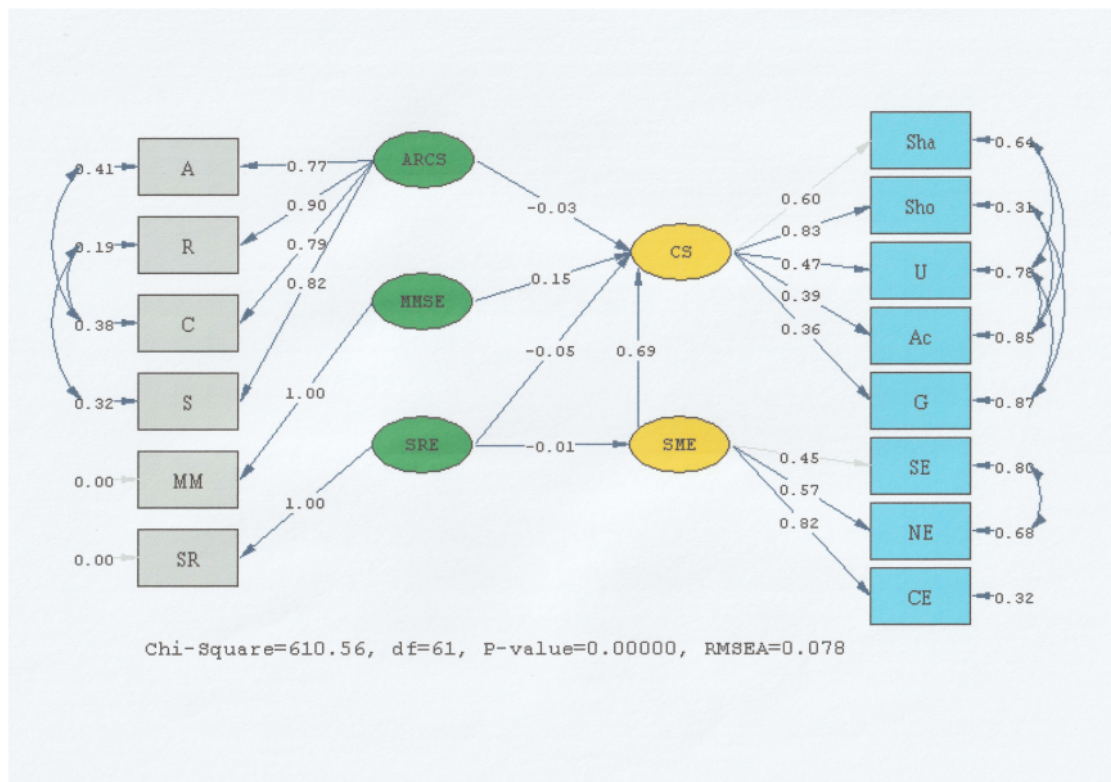 ARCS
Sha
0.64
0.41
A
0.77
0.90
-0.03
0.60
Sho
0.31
0.19
R
0.79
0.83
CS
0.82
0.47
U
0.78
MMSE
0.15
0.39
0.38
C
0.36
Ac
0.85
-0.05
0.69
0.32
S
1.00
G
0.87
SRE
-0.01
SME
0.45
SE
0.80
0.57
0.00
MM
1.00
0.82
NE
0.68
0.00
SR
CE
0.32
Chi-Square=610.56, df=61, P-value=0.00000, RMSEA=0.078